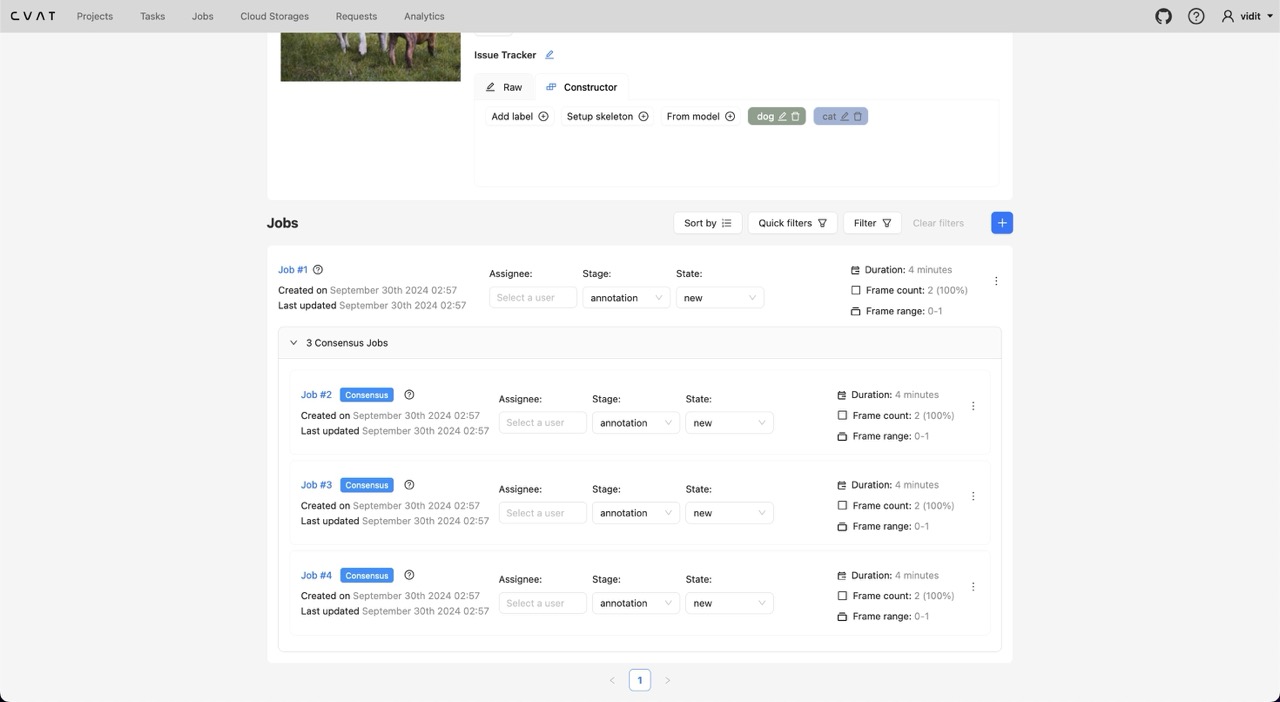 CVAT Projects Tasks Jobs Cloud Storages Requests Analytics vidit
Issue Tracker
Raw Constructor
Add label Setup skeleton From model dog cat
Jobs Sort by Quick filters Filter Clear filters +
Job #1
Created on September 30th 2024 02:57
Last updated September 30th 2024 02:57
Assignee:
Select a user
Stage:
annotation
State:
new
Duration: 4 minutes
Frame count: 2 (100%)
Frame range: 0-1
3 Consensus Jobs
Job #2 Consensus
Created on September 30th 2024 02:57
Last updated September 30th 2024 02:57
Assignee:
Select a user
Stage:
annotation
State:
new
Duration: 4 minutes
Frame count: 2 (100%)
Frame range: 0-1
Job #3 Consensus
Created on September 30th 2024 02:57
Last updated September 30th 2024 02:57
Assignee:
Select a user
Stage:
annotation
State:
new
Duration: 4 minutes
Frame count: 2 (100%)
Frame range: 0-1
Job #4 Consensus
Created on September 30th 2024 02:57
Last updated September 30th 2024 02:57
Assignee:
Select a user
Stage:
annotation
State:
new
Duration: 4 minutes
Frame count: 2 (100%)
Frame range: 0-1
1